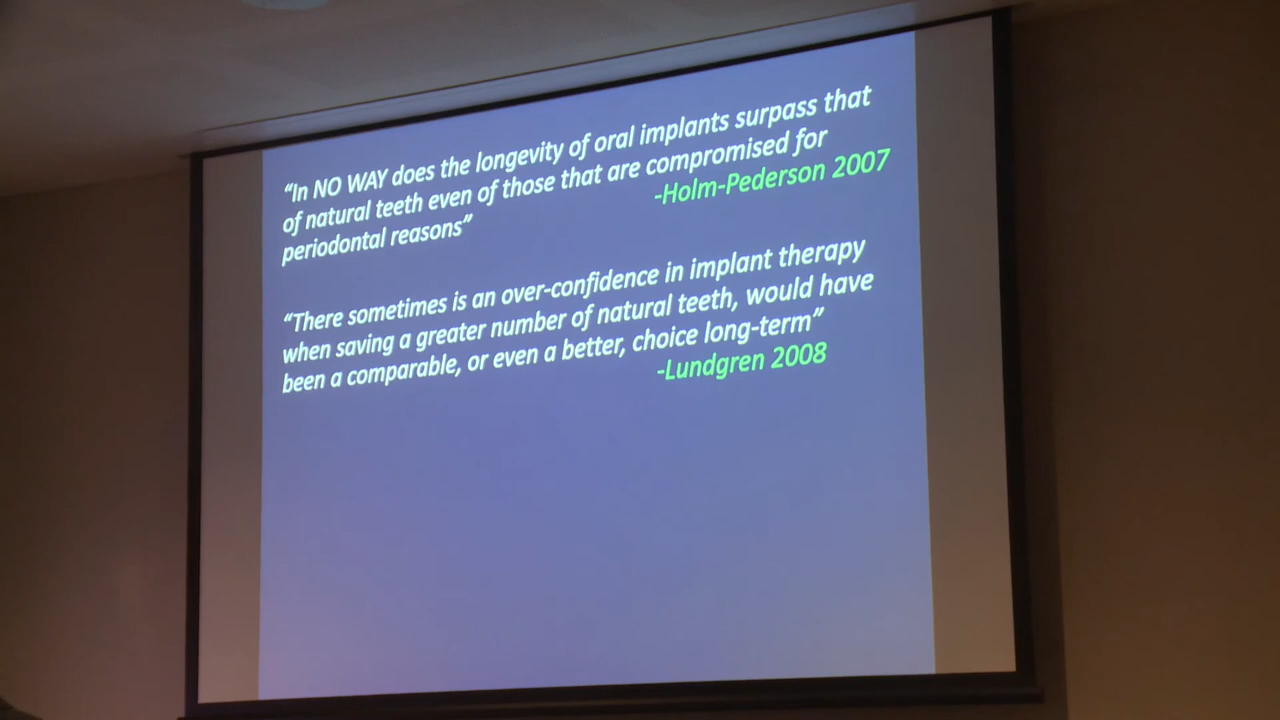 “In NO WAY does the longevity of oral implants surpass that
of natural teeth even of those that are compromised for
periodontal reasons”
-Holm-Pederson 2007
“There sometimes is an over-confidence in implant therapy
when saving a greater number of natural teeth, would have
been a comparable, or even a better, choice long-term”
-Lundgren 2008